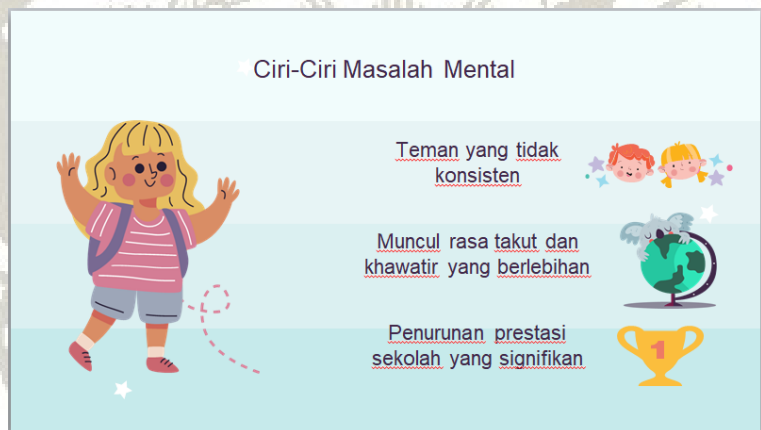 Ciri-Ciri Masalah Mental
Teman yang tidak
konsisten
Muncul rasa takut dan
khawatir yang berlebihan
Penurunan prestasi
sekolah yang signifikan
1